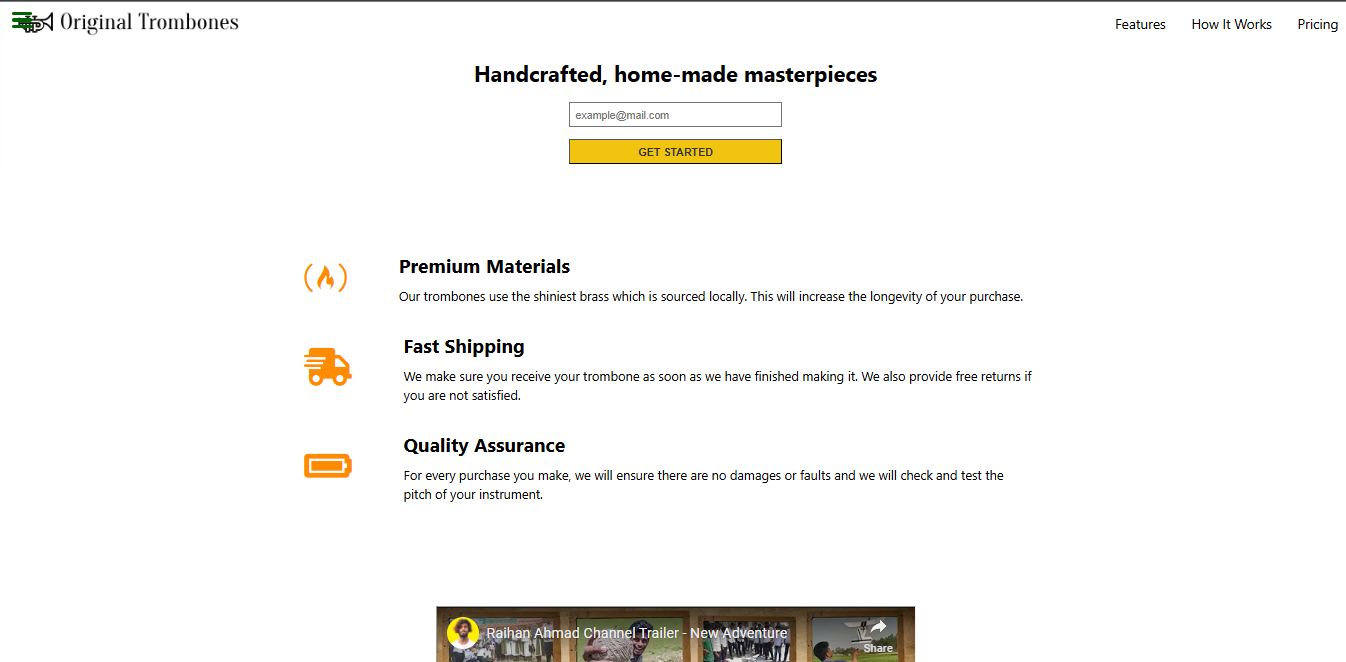 Original Trombones
Features How It Works Pricing
Handcrafted, home-made masterpieces
example@mail.com
GET STARTED
Premium Materials
Our trombones use the shiniest brass which is sourced locally. This will increase the longevity of your purchase.
Fast Shipping
We make sure you receive your trombone as soon as we have finished making it. We also provide free returns if
you are not satisfied.
Quality Assurance
For every purchase you make, we will ensure there are no damages or faults and we will check and test the
pitch of your instrument.
Raihan Ahmad Channel Trailer - New Adventure
Share